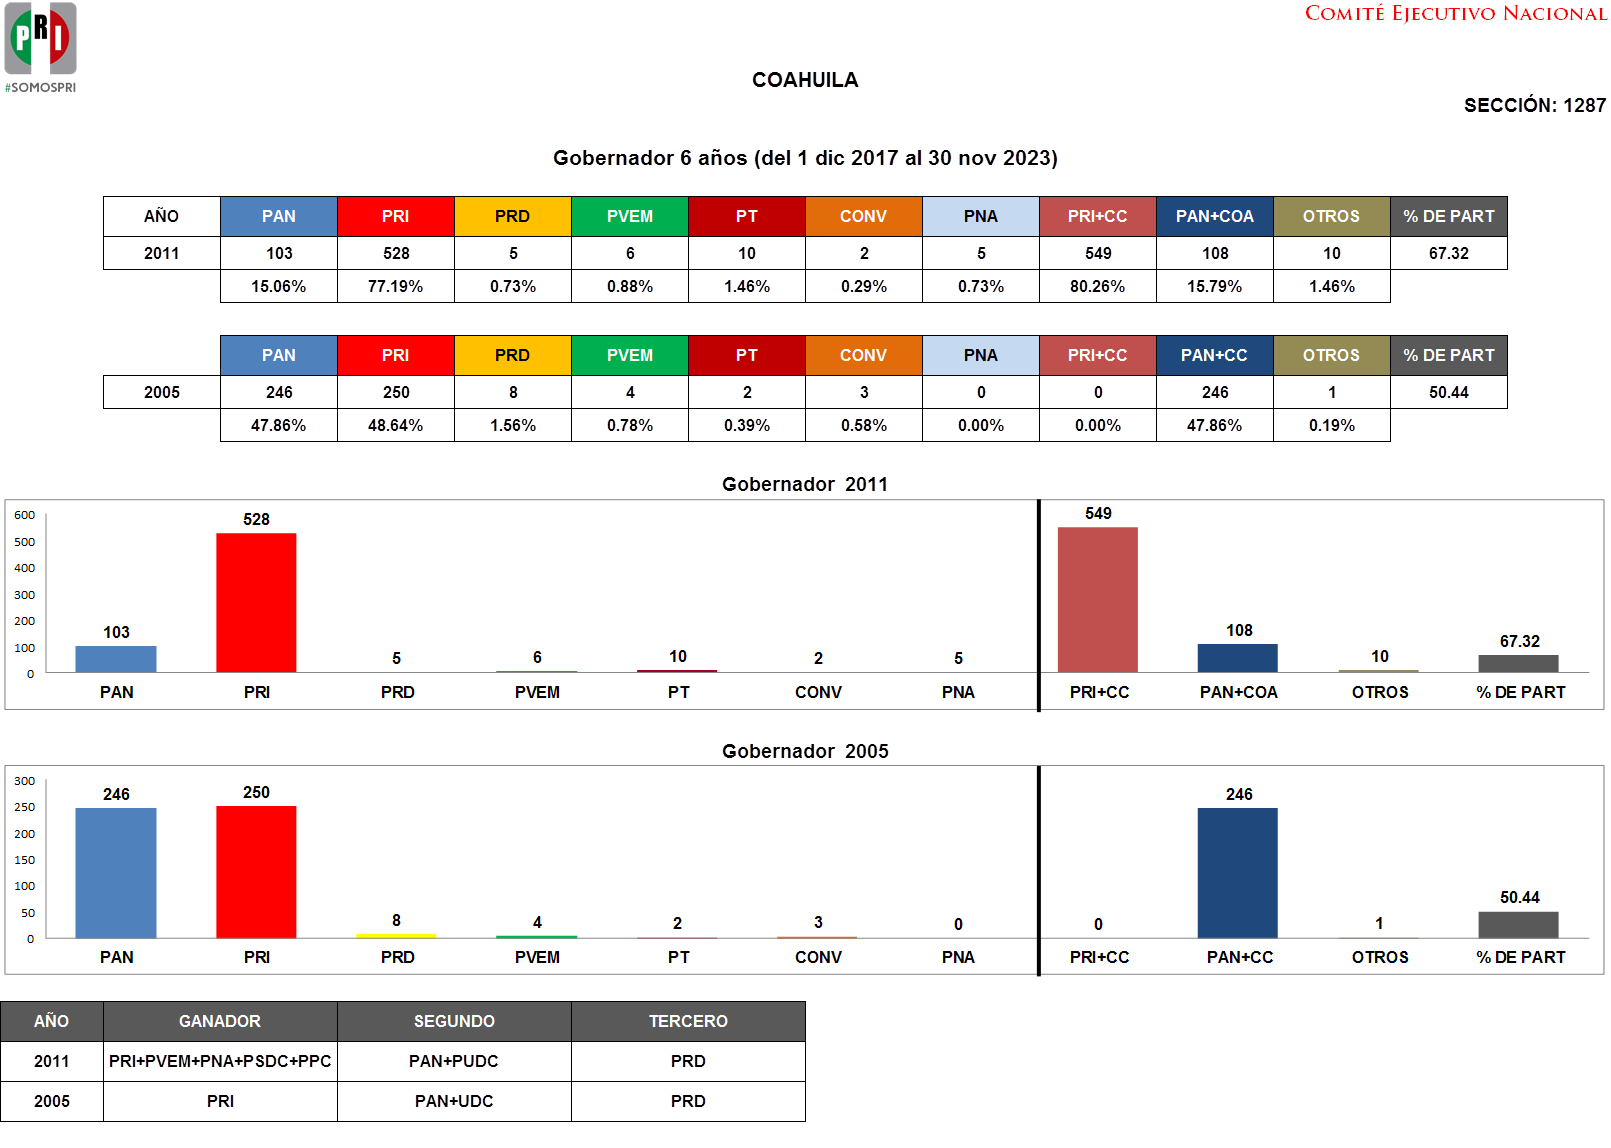 PRI
#SOMOSPRI
COMITÉ EJECUTIVO NACIONAL
COAHUILA
SECCIÓN: 1287
Gobernador 6 años (del 1 dic 2017 al 30 nov 2023)
AÑO PAN PRI PRD PVEM PT CONV PNA PRI+CC PAN+COA OTROS % DE PART
2011 103 528 5 6 10 2 5 549 108 10 67.32
15.06% 77.19% 0.73% 0.88% 1.46% 0.29% 0.73% 80.26% 15.79% 1.46%
PAN PRI PRD PVEM PT CONV PNA PRI+CC PAN+CC OTROS % DE PART
2005 246 250 8 4 2 3 0 0 246 1 50.44
47.86% 48.64% 1.56% 0.78% 0.39% 0.58% 0.00% 0.00% 47.86% 0.19%
Gobernador 2011
600
500
400
300
200
100
0
103 528 5 6 10 2 5 549 108 10 67.32
PAN PRI PRD PVEM PT CONV PNA PRI+CC PAN+COA OTROS % DE PART
Gobernador 2005
300
250
200
150
100
50
0
246 250 8 4 2 3 0 0 246 1 50.44
PAN PRI PRD PVEM PT CONV PNA PRI+CC PAN+CC OTROS % DE PART
AÑO GANADOR SEGUNDO TERCERO
2011 PRI+PVEM+PNA+PSDC+PPC PAN+PUDC PRD
2005 PRI PAN+UDC PRD